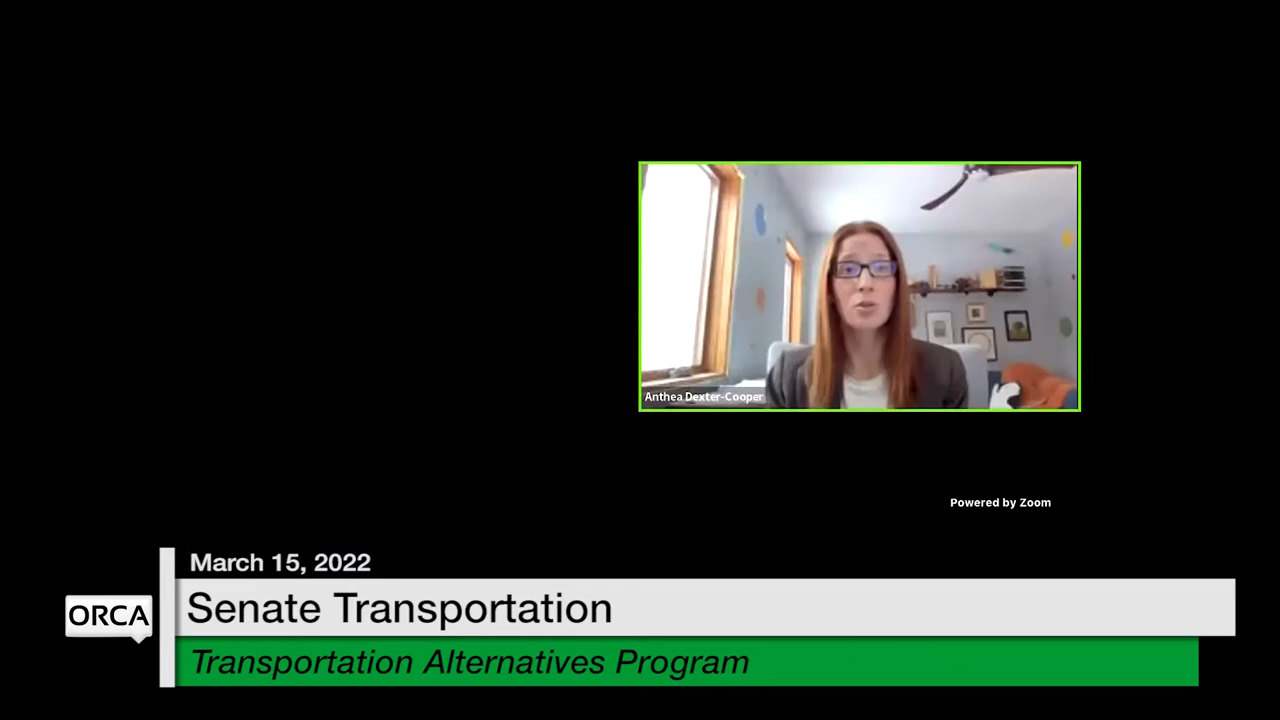 Anthea Dexter-Cooper
Powered by Zoom
March 15, 2022
ORCA
Senate Transportation
Transportation Alternatives Program